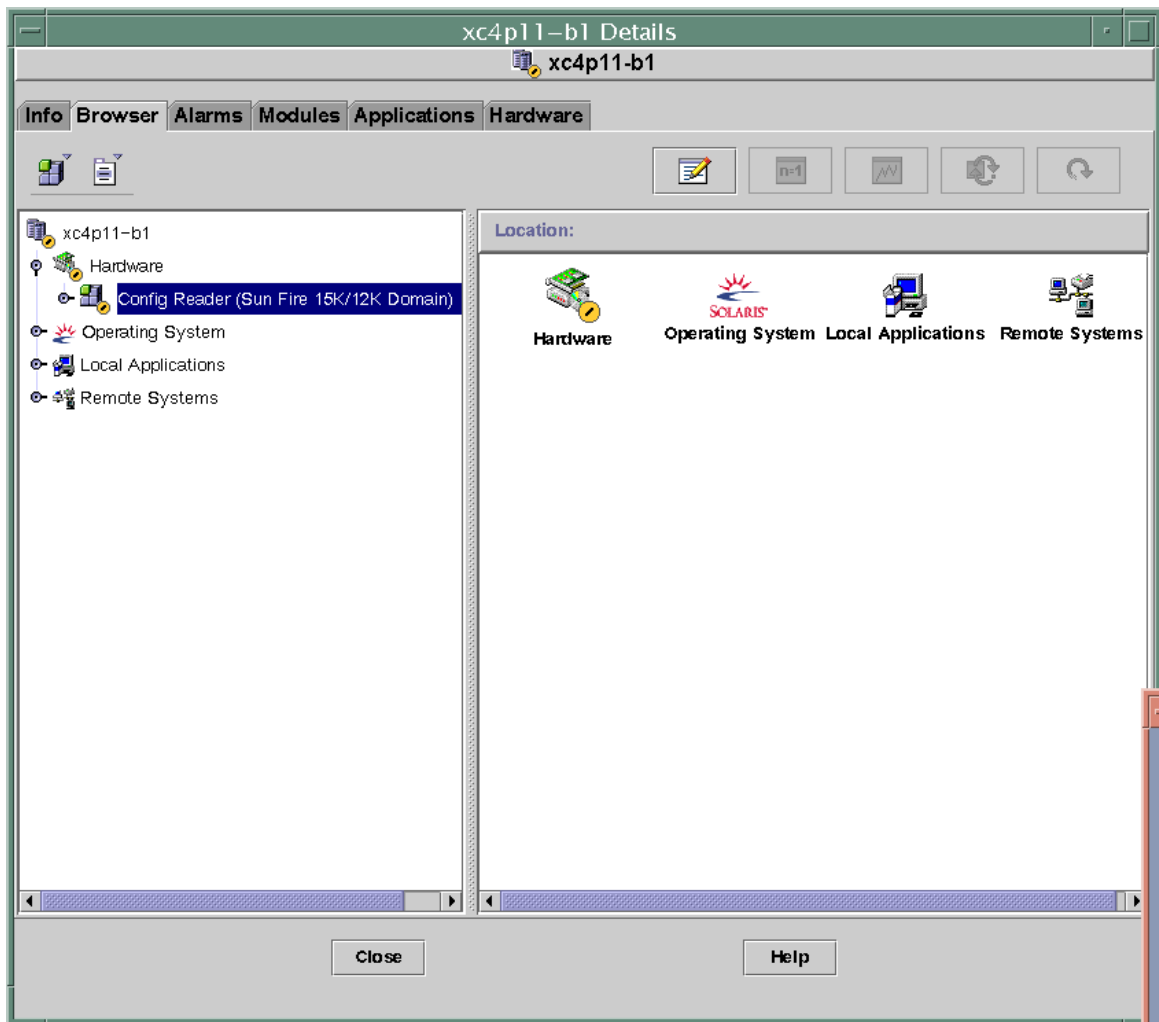 xc4p11-b1 Details
xc4p11-b1
Info Browser Alarms Modules Applications Hardware
n=1
xc4p11-b1
Hardware
Config Reader (Sun Fire 15K/12K Domain)
Operating System
Local Applications
Remote Systems
Location:
SOLARIS
Hardware Operating System Local Applications Remote Systems
Close Help